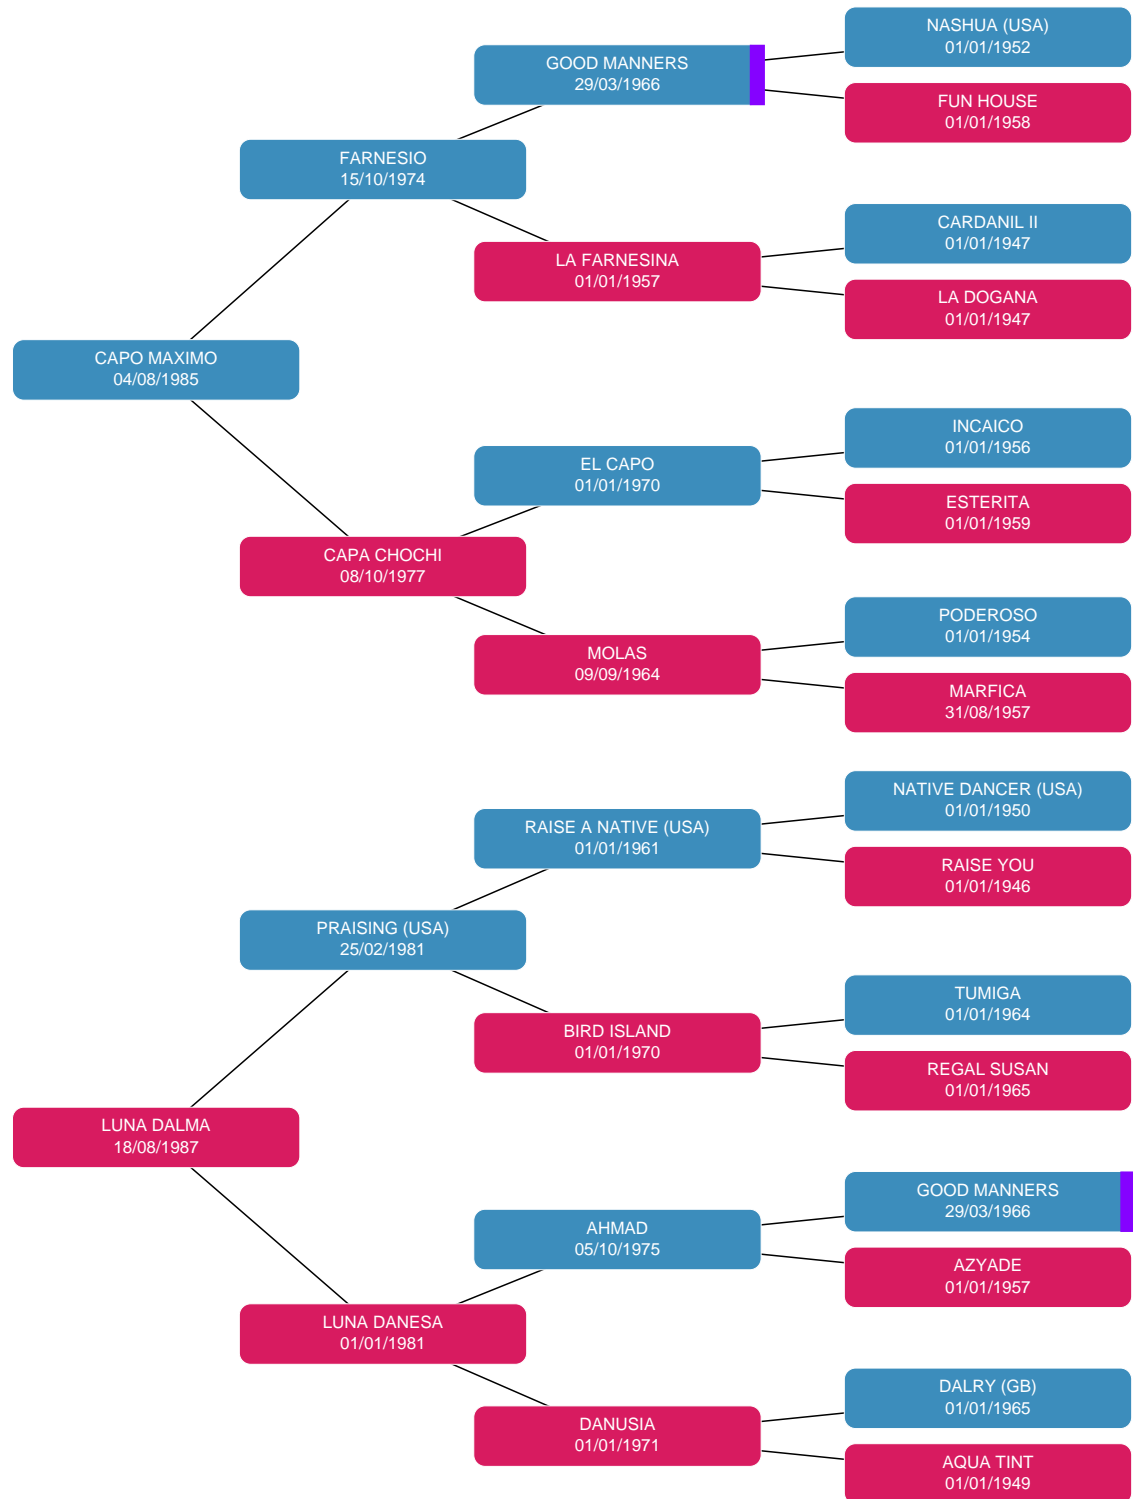 NASHUA (USA)
01/01/1952
GOOD MANNERS
29/03/1966
FUN HOUSE
01/01/1958
FARNESIO
15/10/1974
CARDANIL II
01/01/1947
LA FARNESINA
01/01/1957
LA DOGANA
01/01/1947
CAPO MAXIMO
04/08/1985
INCAICO
01/01/1956
EL CAPO
01/01/1970
ESTERITA
01/01/1959
CAPA CHOCHI
08/10/1977
PODEROSO
01/01/1954
MOLAS
09/09/1964
MARFICA
31/08/1957
NATIVE DANCER (USA)
01/01/1950
RAISE A NATIVE (USA)
01/01/1961
RAISE YOU
01/01/1946
PRAISING (USA)
25/02/1981
TUMIGA
01/01/1964
BIRD ISLAND
01/01/1970
REGAL SUSAN
01/01/1965
LUNA DALMA
18/08/1987
GOOD MANNERS
29/03/1966
AHMAD
05/10/1975
AZYADE
01/01/1957
LUNA DANESA
01/01/1981
DALRY (GB)
01/01/1965
DANUSIA
01/01/1971
AQUA TINT
01/01/1949